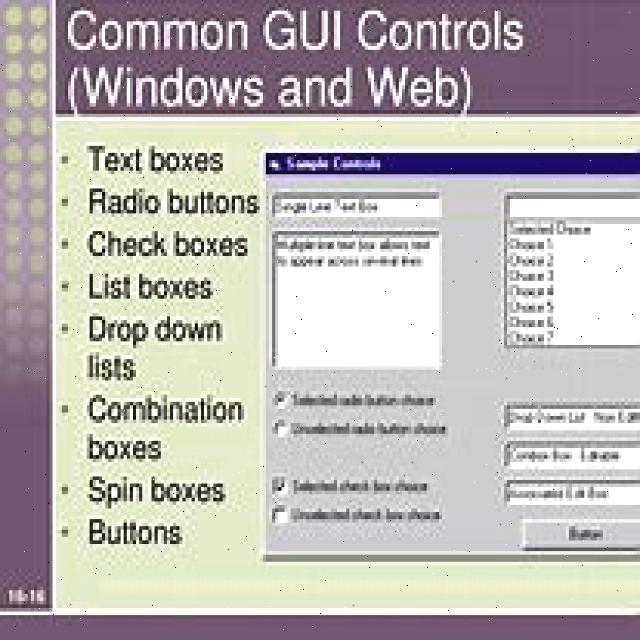 Common GUI Controls
(Windows and Web)
• Text boxes
• Radio buttons
• Check boxes
• List boxes
• Drop down
lists
• Combination
boxes
• Spin boxes
• Buttons
Sample Controls
Single Line Text Box
Multiple line text box allows text
to appear across several lines
Selected radio button choice
Unselected radio button choice
Selected check box choice
Unselected check box choice
Selected Choice
Choice 1
Choice 2
Choice 3
Choice 4
Choice 5
Choice 6
Choice 7
Drop Down List - Non Edit
Combo Box - Editable
Associated Edit Box
Button
16-16